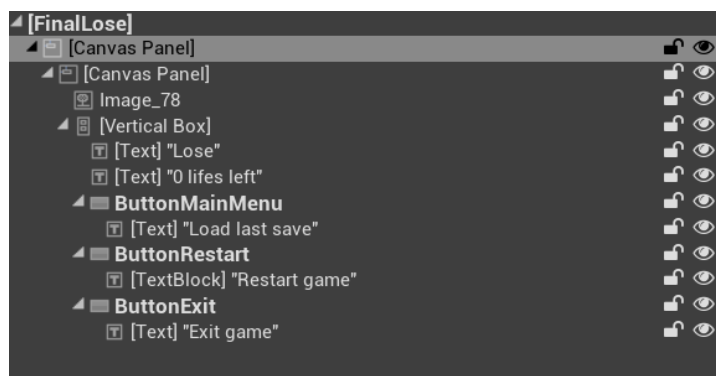 [FinalLose]
[Canvas Panel]
[Canvas Panel]
Image_78
[Vertical Box]
[Text] "Lose"
[Text] "0 lifes left"
ButtonMainMenu
[Text] "Load last save"
ButtonRestart
[TextBlock] "Restart game"
ButtonExit
[Text] "Exit game"